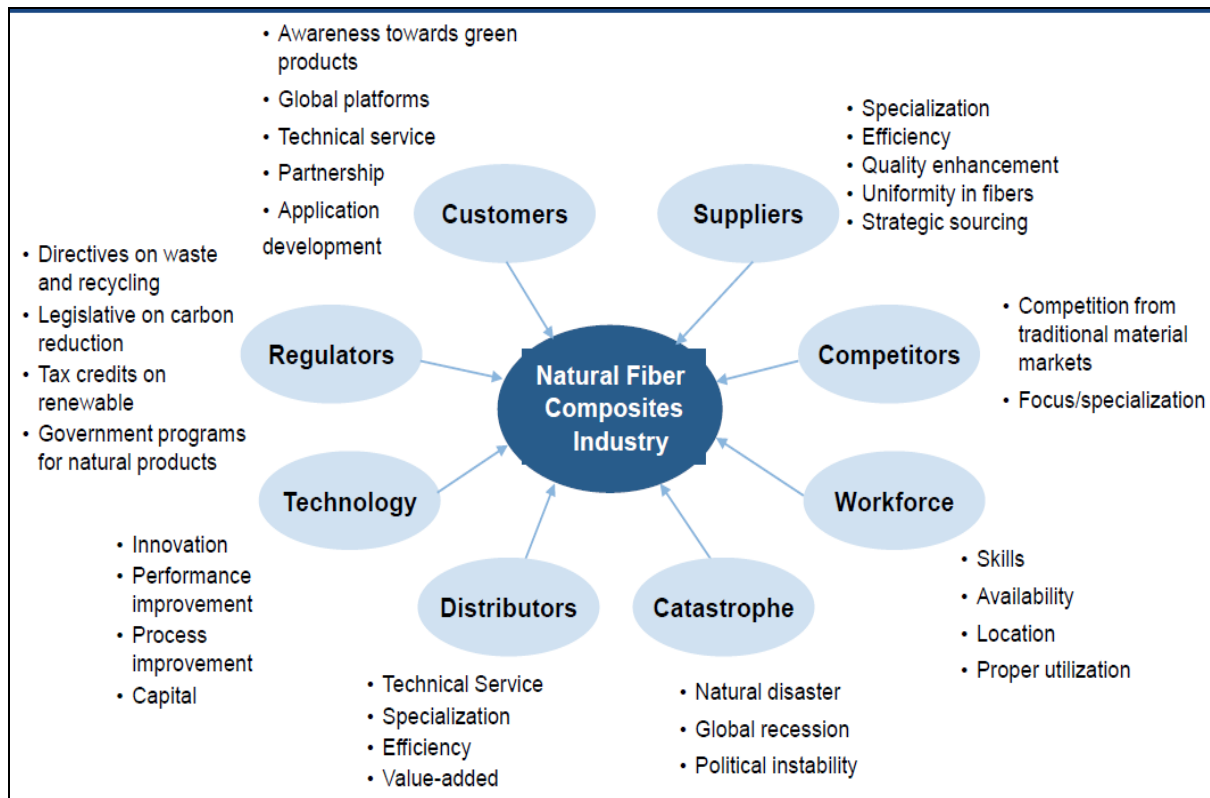 • Awareness towards green
products
• Global platforms
• Technical service
• Partnership
• Application
development
Customers
• Specialization
• Efficiency
• Quality enhancement
• Uniformity in fibers
• Strategic sourcing
Suppliers
• Directives on waste
and recycling
• Legislative on carbon
reduction
• Tax credits on
renewable
• Government programs
for natural products
Regulators
Natural Fiber
Composites
Industry
Competitors
• Competition from
traditional material
markets
• Focus/specialization
Technology
• Innovation
• Performance
improvement
• Process
improvement
• Capital
Distributors
• Technical Service
• Specialization
• Efficiency
• Value-added
Catastrophe
• Natural disaster
• Global recession
• Political instability
Workforce
• Skills
• Availability
• Location
• Proper utilization